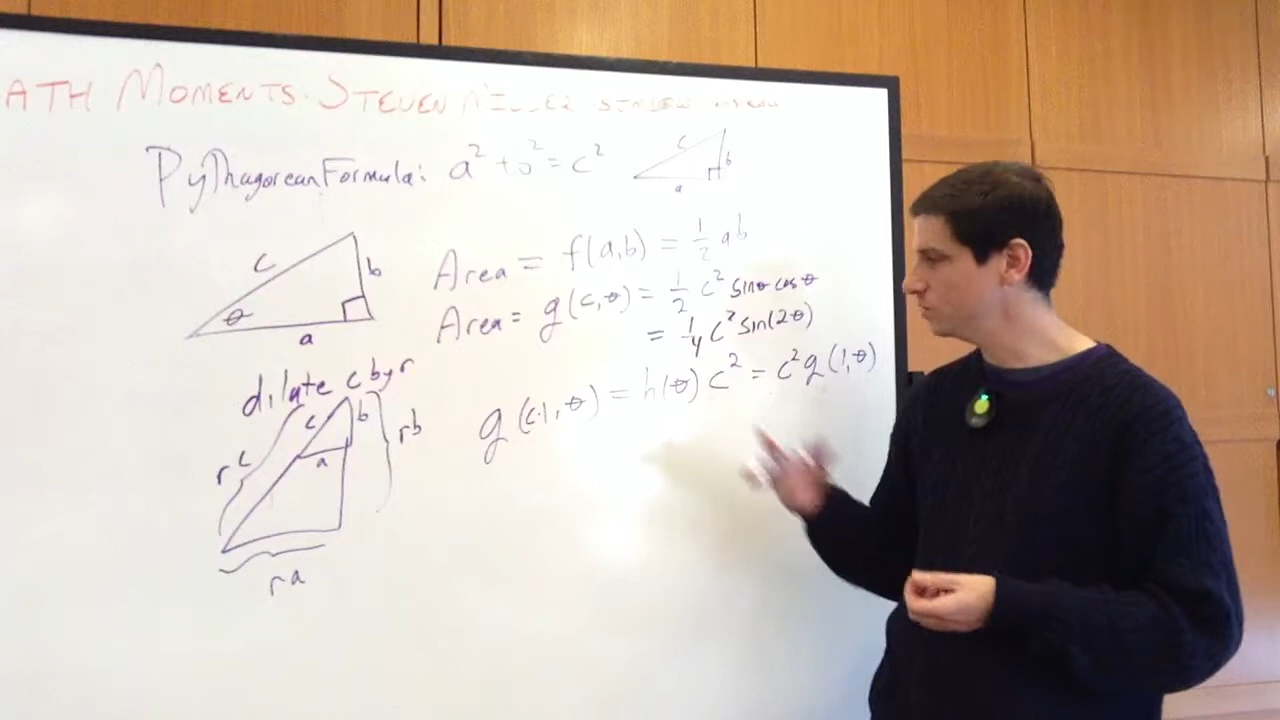 ATH MOMENTS: STEVEN MILLER
Pythagorean Formula: a² + b² = c²
c
b
a
c
b
θ
a
Area = f(a,b) = 1/2 ab
Area = g(c,θ) = 1/2 c² sinθ cosθ
= 1/4 c² sin(2θ)
g(c·1,θ) = h(θ) c² = c² g(1,θ)
dilate c by r
c
b
rb
rc
a
ra